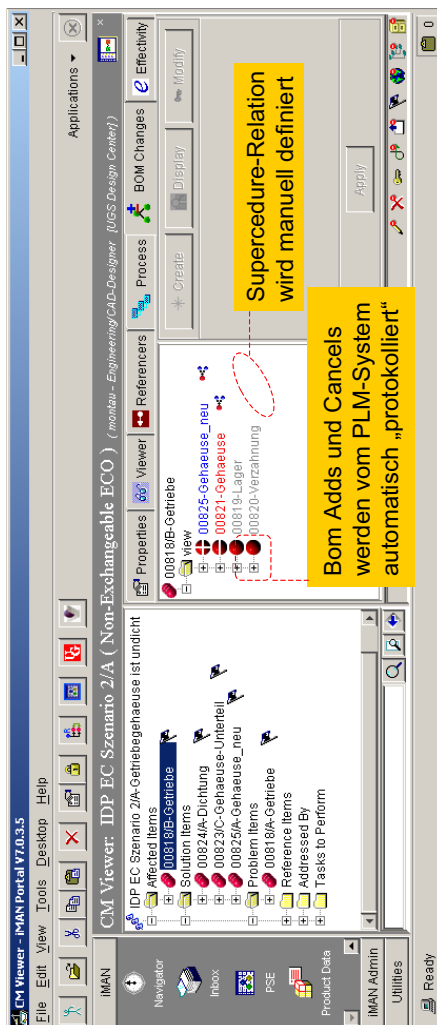 CM Viewer - iMAN Portal V7.0.3.5
File Edit View Tools Desktop Help
Applications
iMAN
Navigator
Inbox
PSE
Product Data
iMAN Admin
Utilities
CM Viewer: IDP EC Szenario 2/A ( Non-Exchangeable ECO ) ( montau - Engineering/CAD-Designer [UGS Design Center] )
IDP EC Szenario 2/A-Getriebegehaeuse ist undicht
Affected Items
00818/B-Getriebe
Solution Items
00824/A-Dichtung
00823/C-Gehaeuse-Unterteil
00825/A-Gehaeuse_neu
Problem Items
00818/A-Getriebe
Reference Items
Addressed By
Tasks to Perform
Properties Viewer Referencers Process BOM Changes Effectivity
00818/B-Getriebe
view
00825-Gehaeuse_neu
00821-Gehaeuse
00819-Lager
00820-Verzahnung
Create Display Modify
Apply
Supercedure-Relation
wird manuell definiert
Bom Adds und Cancels
werden vom PLM-System
automatisch „protokolliert“
Ready
0